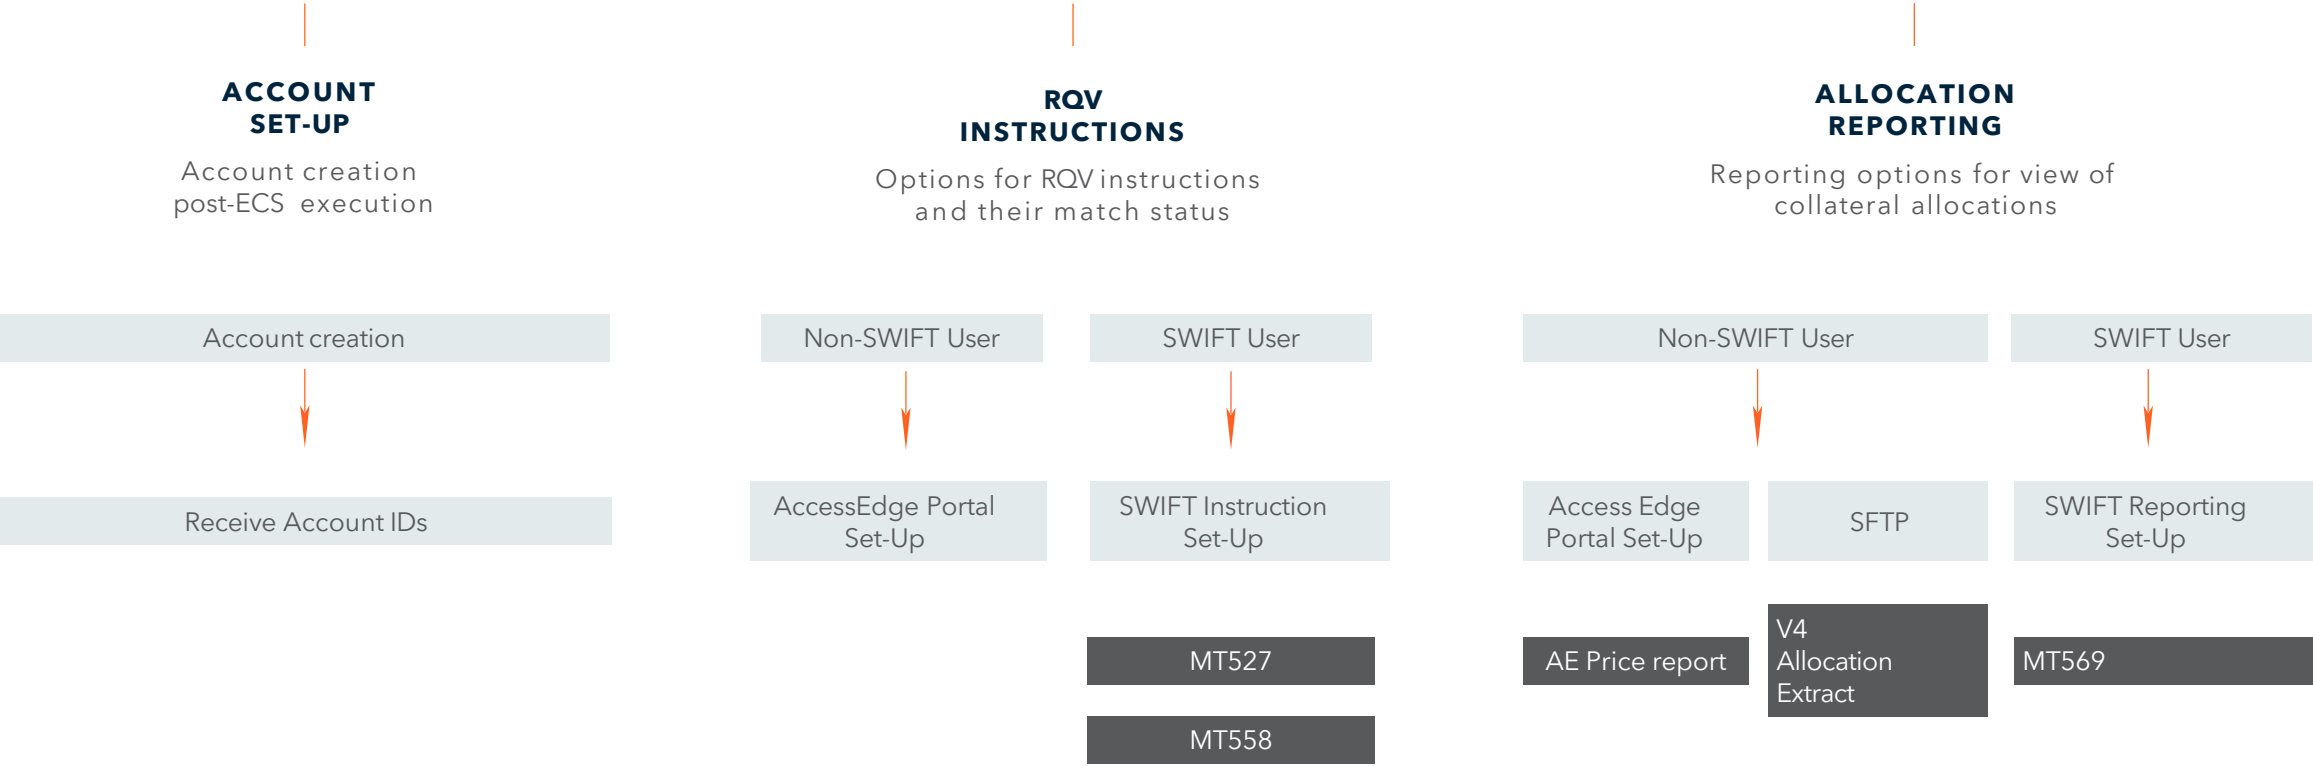 ACCOUNT
SET-UP
Account creation
post-ECS execution
Account creation
Receive Account IDs
RQV
INSTRUCTIONS
Options for RQV instructions
and their match status
Non-SWIFT User
AccessEdge Portal
Set-Up
SWIFT User
SWIFT Instruction
Set-Up
MT527
MT558
ALLOCATION
REPORTING
Reporting options for view of
collateral allocations
Non-SWIFT User
Access Edge
Portal Set-Up
AE Price report
SFTP
V4
Allocation
Extract
SWIFT User
SWIFT Reporting
Set-Up
MT569